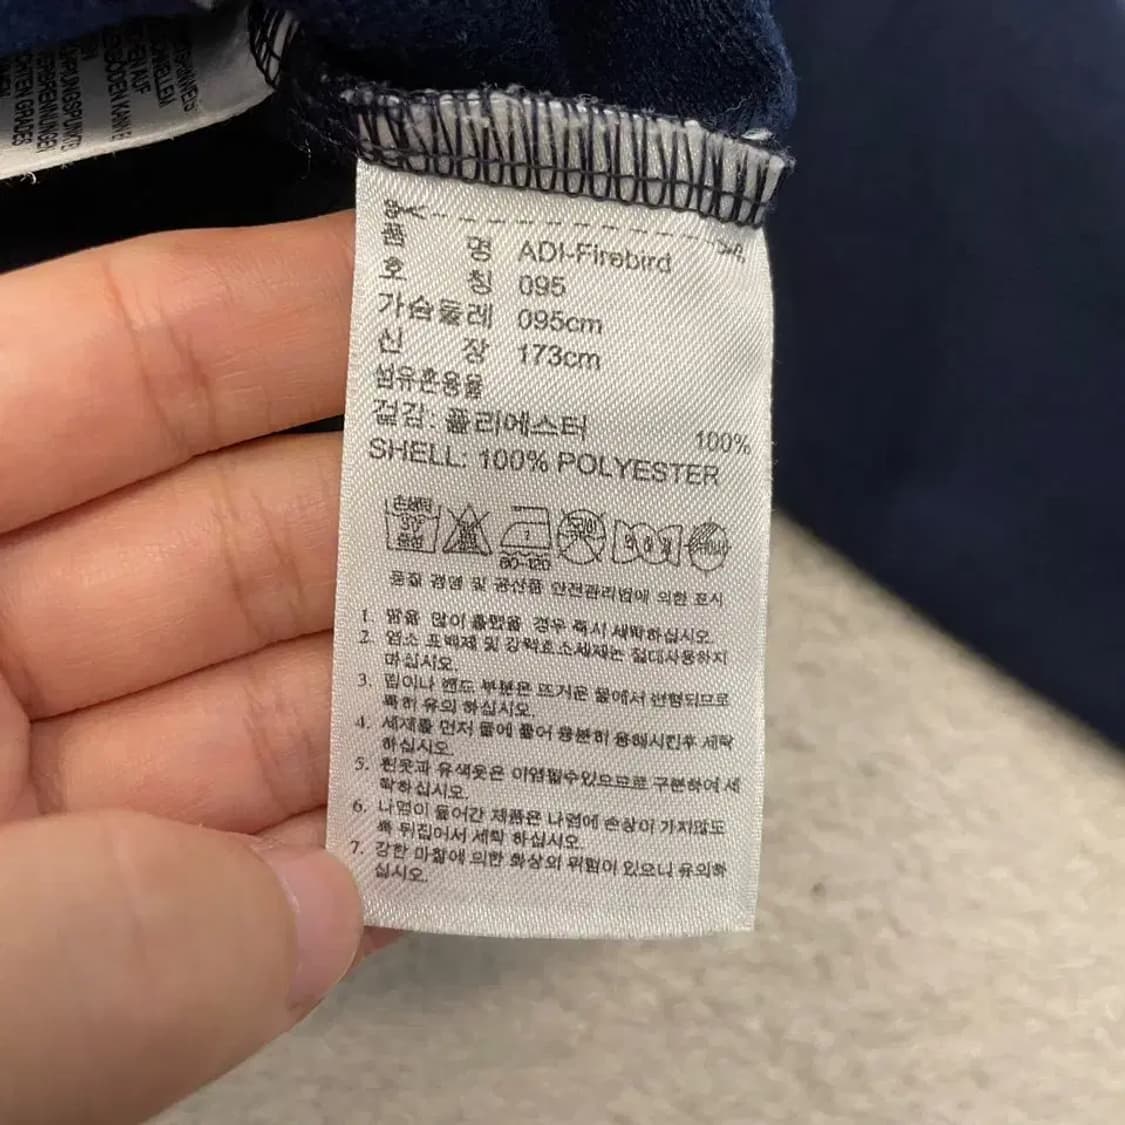 품 명 ADI-Firebird
호 칭 095
가슴둘레 095cm
신 장 173cm
섬유혼용율
겉감: 폴리에스터 100%
SHELL: 100% POLYESTER
손세탁
80-120
품질 경영 및 공산품 안전관리법에 의한 표시
1. 땀을 많이 흘렸을 경우 즉시 세탁하십시오.
2. 염소 표백제 및 강력효소세제는 절대사용하지
마십시오.
3. 립이나 밴드 부분은 뜨거운 물에서 변형되므로
특히 유의 하십시오.
4. 세제를 먼저 물에 풀어 충분히 용해시킨후 세탁
하십시오.
5. 흰옷과 유색옷은 이염될수있으므로 구분하여 세
탁하십시오.
6. 나염이 들어간 제품은 나염에 손상이 가지않도
록 뒤집어서 세탁 하십시오.
7. 강한 마찰에 의한 화상의 위험이 있으니 유의하
십시오.